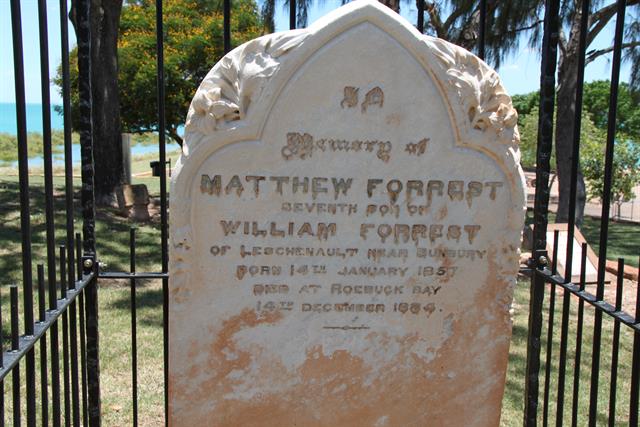 In
Memory of
MATTHEW FORREST
SEVENTH SON OF
WILLIAM FORREST
OF LESCHENAULT NEAR BUNBURY
BORN 14TH JANUARY 1857
DIED AT ROEBUCK BAY
14TH DECEMBER 1884.